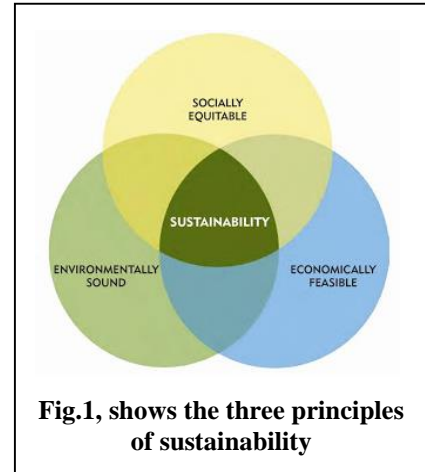 SOCIALLY
EQUITABLE
SUSTAINABILITY
ENVIRONMENTALLY
SOUND
ECONOMICALLY
FEASIBLE
Fig.1, shows the three principles
of sustainability